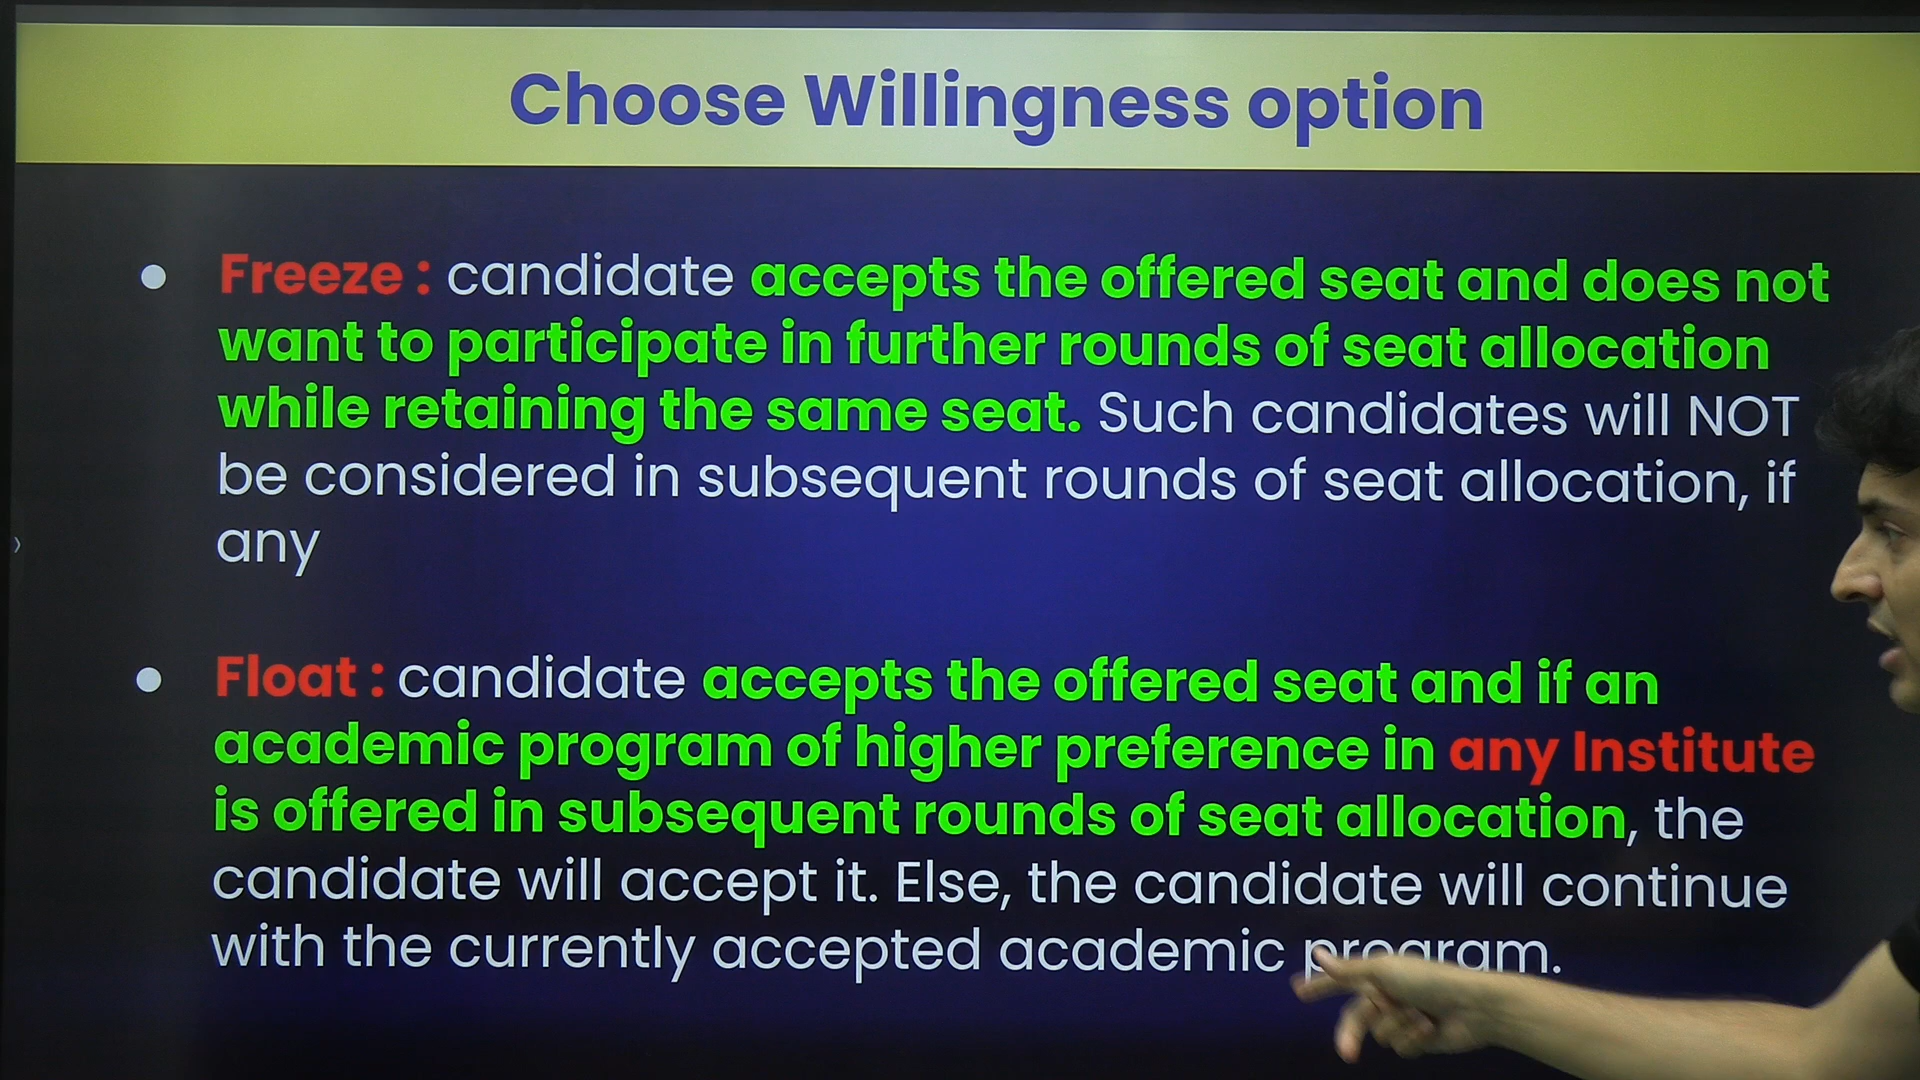 Choose Willingness option
• Freeze : candidate accepts the offered seat and does not
want to participate in further rounds of seat allocation
while retaining the same seat. Such candidates will NOT
be considered in subsequent rounds of seat allocation, if
any
• Float : candidate accepts the offered seat and if an
academic program of higher preference in any Institute
is offered in subsequent rounds of seat allocation, the
candidate will accept it. Else, the candidate will continue
with the currently accepted academic program.